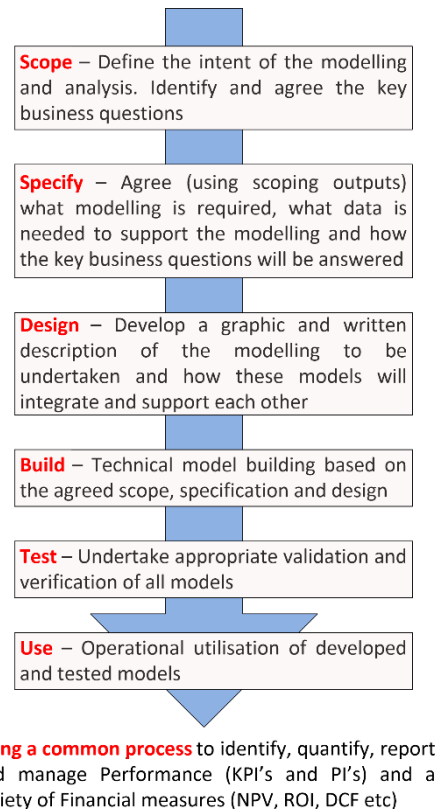 Scope – Define the intent of the modelling
and analysis. Identify and agree the key
business questions
Specify – Agree (using scoping outputs)
what modelling is required, what data is
needed to support the modelling and how
the key business questions will be answered
Design – Develop a graphic and written
description of the modelling to be
undertaken and how these models will
integrate and support each other
Build – Technical model building based on
the agreed scope, specification and design
Test – Undertake appropriate validation and
verification of all models
Use – Operational utilisation of developed
and tested models
a common process to identify, quantify, report
manage Performance (KPI's and PI's) and a
of Financial measures (NPV, ROI, DCF etc)